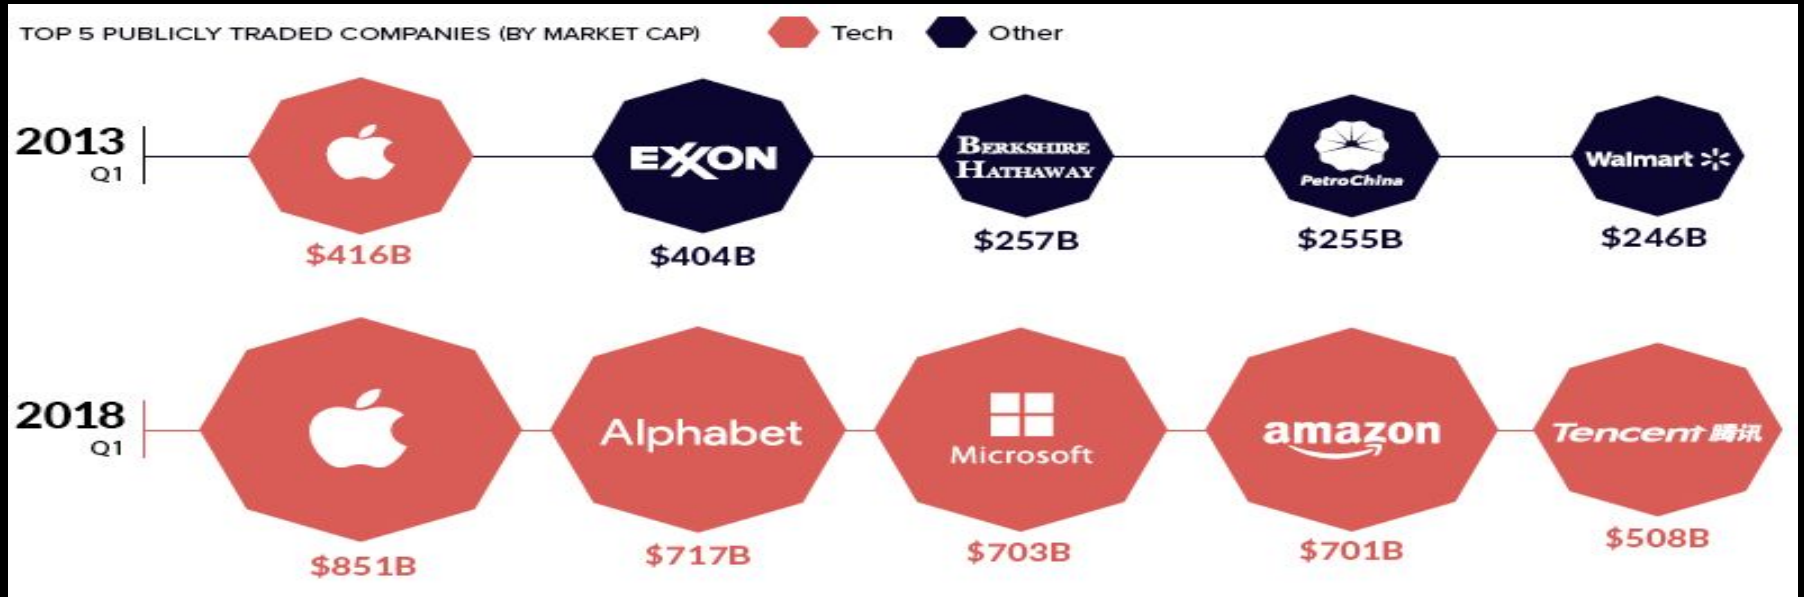 TOP 5 PUBLICLY TRADED COMPANIES (BY MARKET CAP)
Tech
Other
2013
Q1
EXXON
BERKSHIRE
HATHAWAY
PetroChina
Walmart
$416B
$404B
$257B
$255B
$246B
2018
Q1
Alphabet
Microsoft
amazon
Tencent 腾讯
$851B
$717B
$703B
$701B
$508B